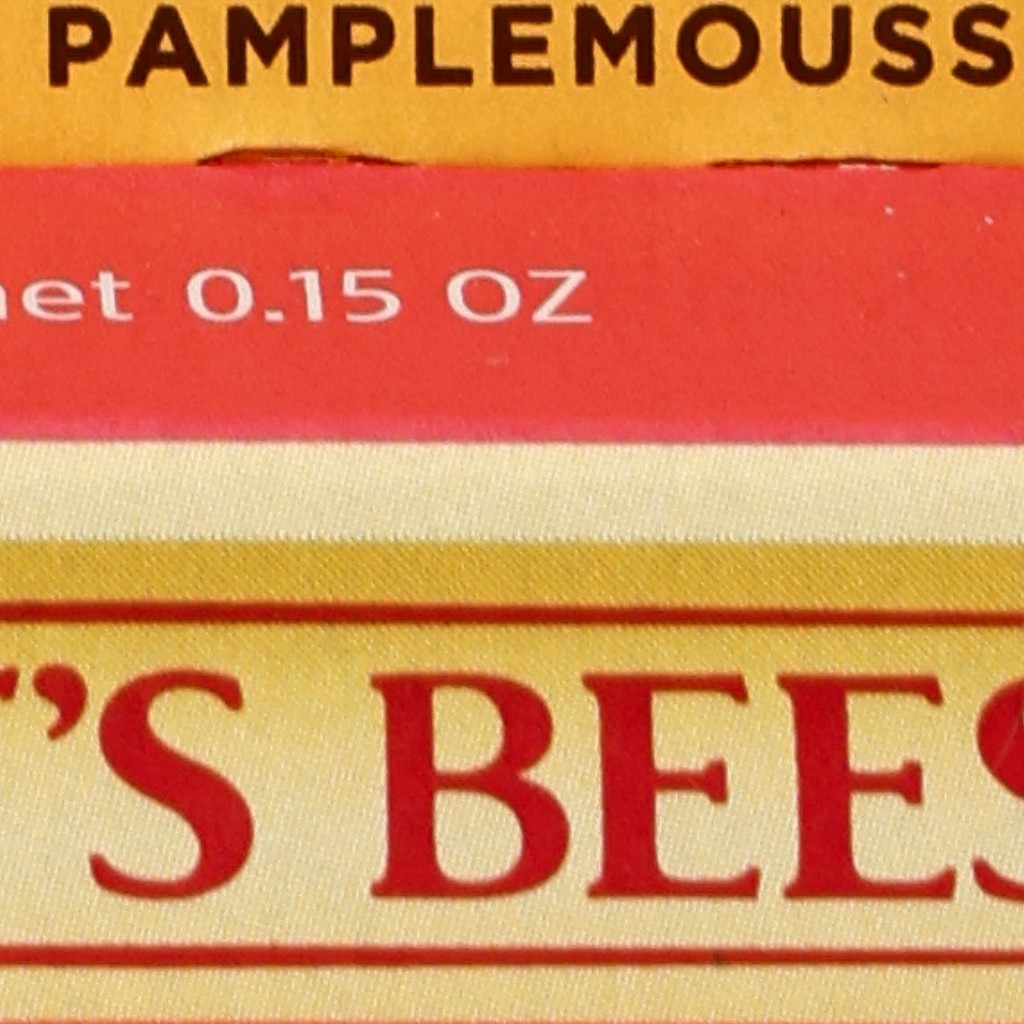 PAMPLEMOUSS
net 0.15 OZ
'S BEES